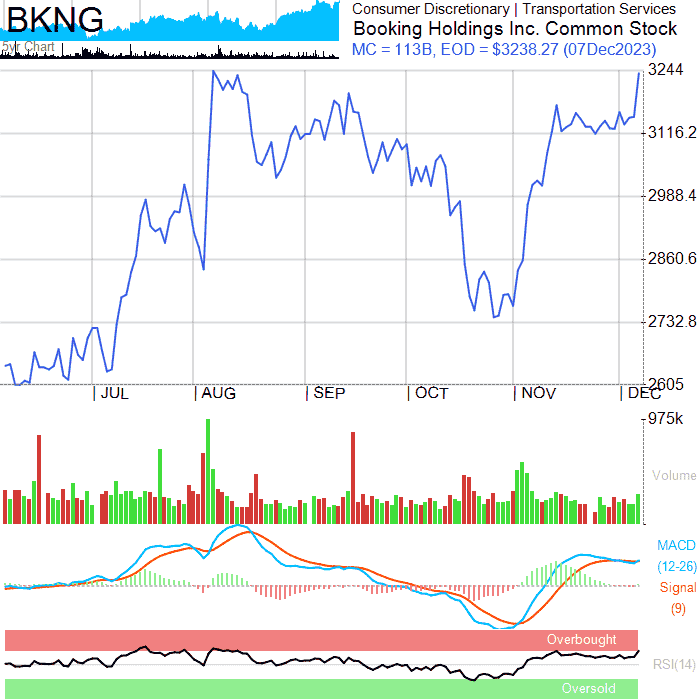 BKNG
5yr Chart
Consumer Discretionary | Transportation Services
Booking Holdings Inc. Common Stock
MC = 113B, EOD = $3238.27 (07Dec2023)
3244
3116.2
2988.4
2860.6
2732.8
2605
JUL AUG SEP OCT NOV DEC
975k
Volume
MACD
(12-26)
Signal
(9)
Overbought
RSI(14)
Oversold